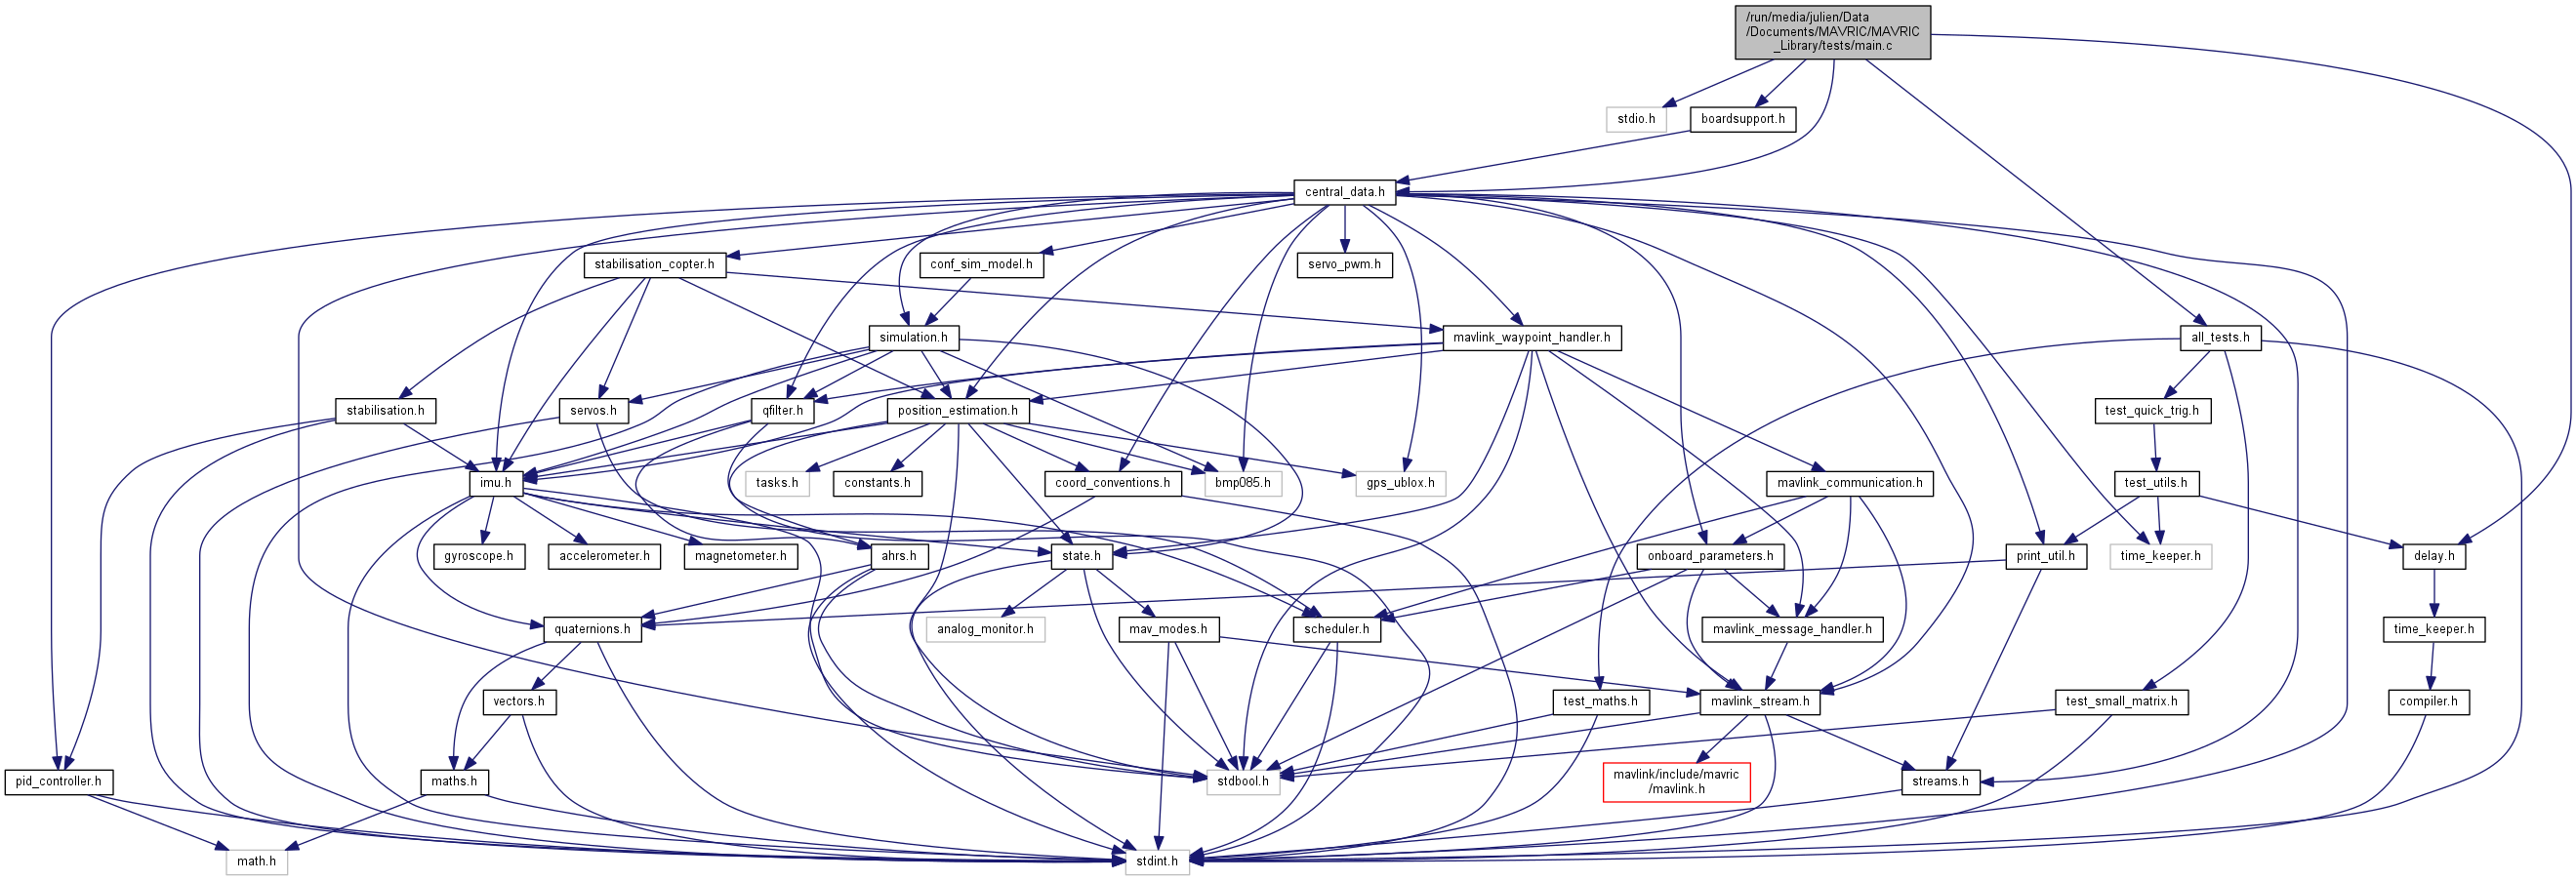 /run/media/julien/Data
/Documents/MAVRIC/MAVRIC
_Library/tests/main.c
stdio.h
boardsupport.h
central_data.h
stabilisation_copter.h
conf_sim_model.h
servo_pwm.h
simulation.h
mavlink_waypoint_handler.h
all_tests.h
stabilisation.h
servos.h
qfilter.h
position_estimation.h
test_quick_trig.h
imu.h
tasks.h
constants.h
coord_conventions.h
bmp085.h
gps_ublox.h
mavlink_communication.h
test_utils.h
gyroscope.h
accelerometer.h
magnetometer.h
ahrs.h
state.h
onboard_parameters.h
print_util.h
time_keeper.h
delay.h
quaternions.h
analog_monitor.h
mav_modes.h
scheduler.h
mavlink_message_handler.h
time_keeper.h
vectors.h
test_maths.h
mavlink_stream.h
test_small_matrix.h
compiler.h
pid_controller.h
maths.h
stdbool.h
mavlink/include/mavric
/mavlink.h
streams.h
math.h
stdint.h